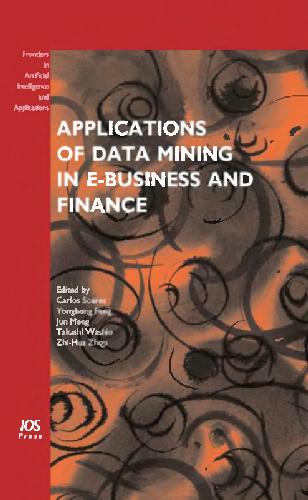 Frontiers
in
Artificial
Intelligence
and
Applications
APPLICATIONS
OF DATA MINING
IN E-BUSINESS AND
FINANCE
Edited by
Carlos Soares
Yonghong Peng
Jun Meng
Takashi Washio
Zhi-Hua Zhou
IOS
Press